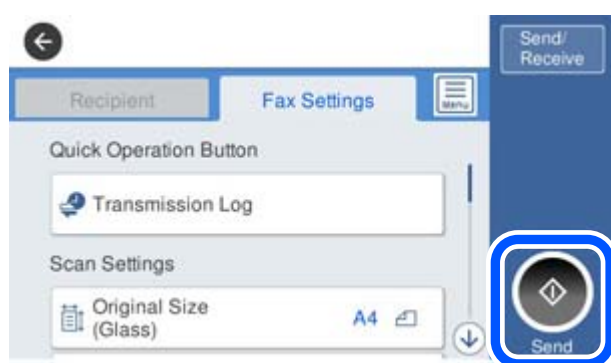 Send/
Receive
Recipient
Fax Settings
Menu
Quick Operation Button
Transmission Log
Scan Settings
Original Size
(Glass)
A4
Send